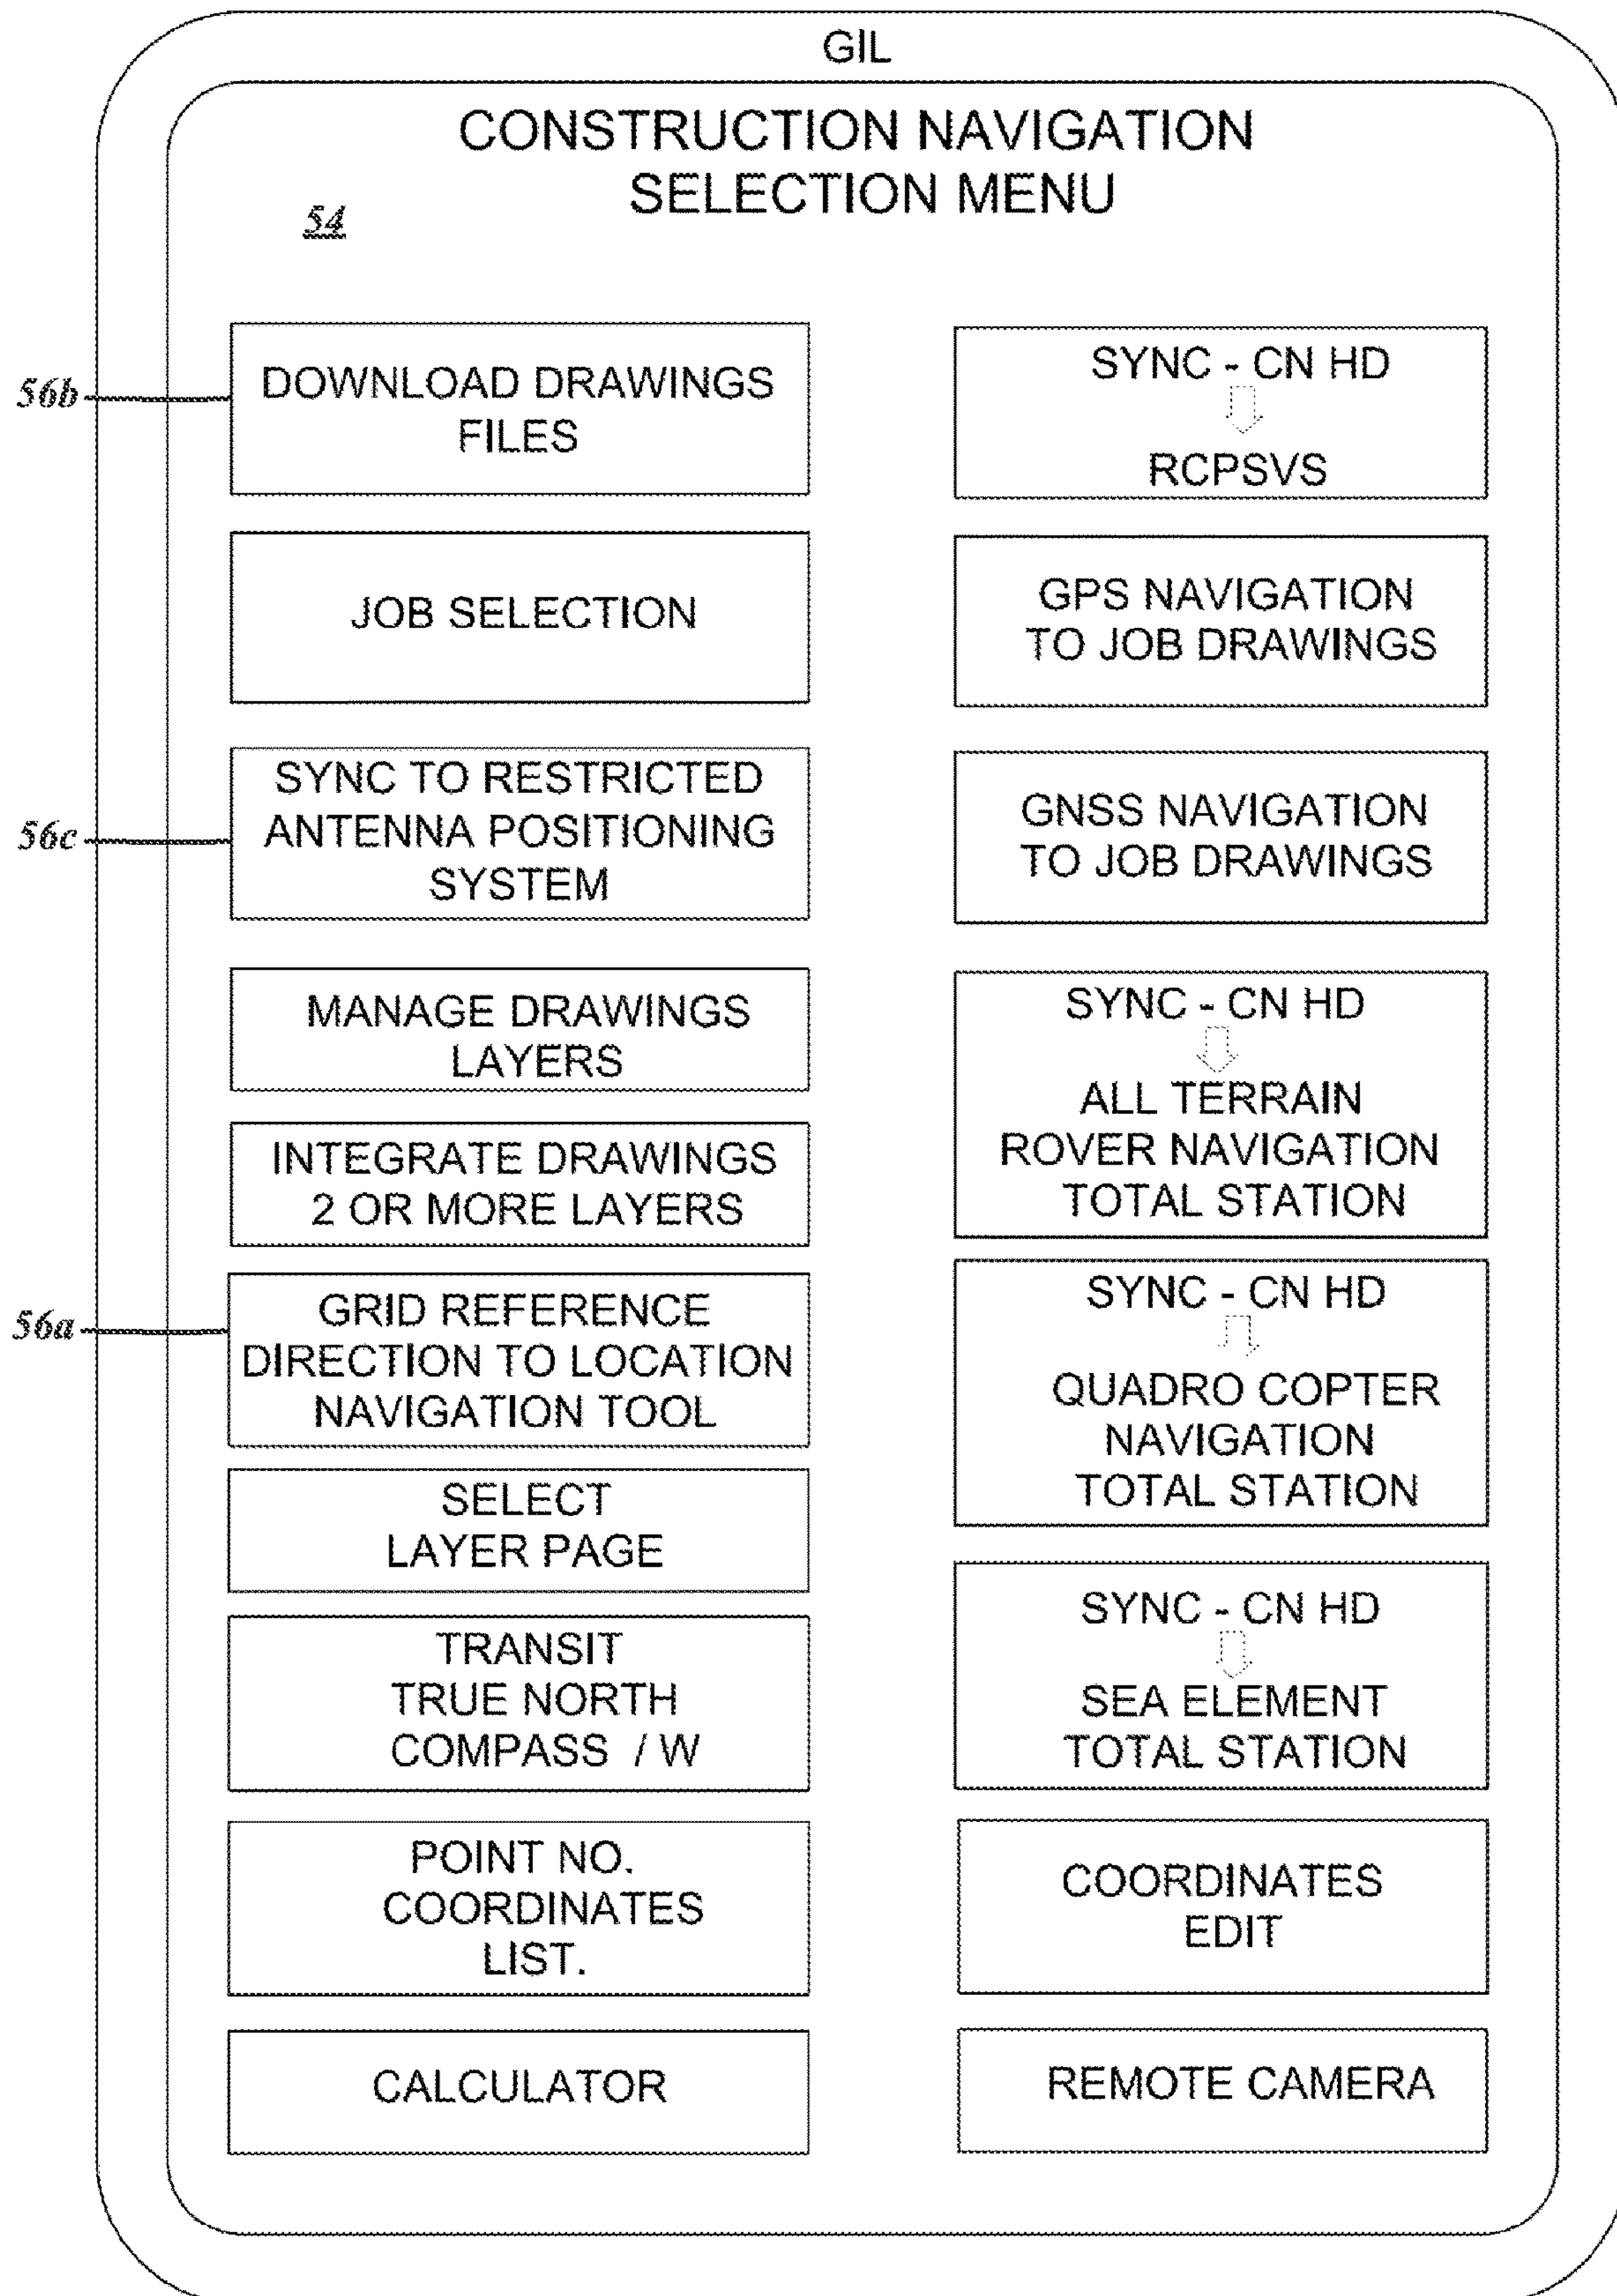 GIL
CONSTRUCTION NAVIGATION
SELECTION MENU
54
56b
DOWNLOAD DRAWINGS
FILES
JOB SELECTION
56c
SYNC TO RESTRICTED
ANTENNA POSITIONING
SYSTEM
MANAGE DRAWINGS
LAYERS
INTEGRATE DRAWINGS
2 OR MORE LAYERS
56a
GRID REFERENCE
DIRECTION TO LOCATION
NAVIGATION TOOL
SELECT
LAYER PAGE
TRANSIT
TRUE NORTH
COMPASS / W
POINT NO.
COORDINATES
LIST.
CALCULATOR
SYNC - CN HD
RCPSVS
GPS NAVIGATION
TO JOB DRAWINGS
GNSS NAVIGATION
TO JOB DRAWINGS
SYNC - CN HD
ALL TERRAIN
ROVER NAVIGATION
TOTAL STATION
SYNC - CN HD
QUADRO COPTER
NAVIGATION
TOTAL STATION
SYNC - CN HD
SEA ELEMENT
TOTAL STATION
COORDINATES
EDIT
REMOTE CAMERA